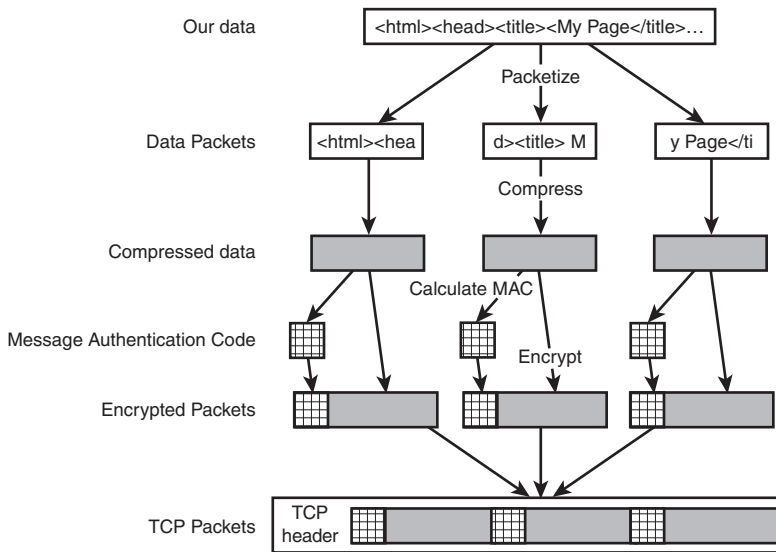 Our data
<html><head><title><My Page</title>…
Packetize
Data Packets
<html><hea
d><title> M
y Page</ti
Compress
Compressed data
Calculate MAC
Message Authentication Code
Encrypt
Encrypted Packets
TCP Packets
TCP
header